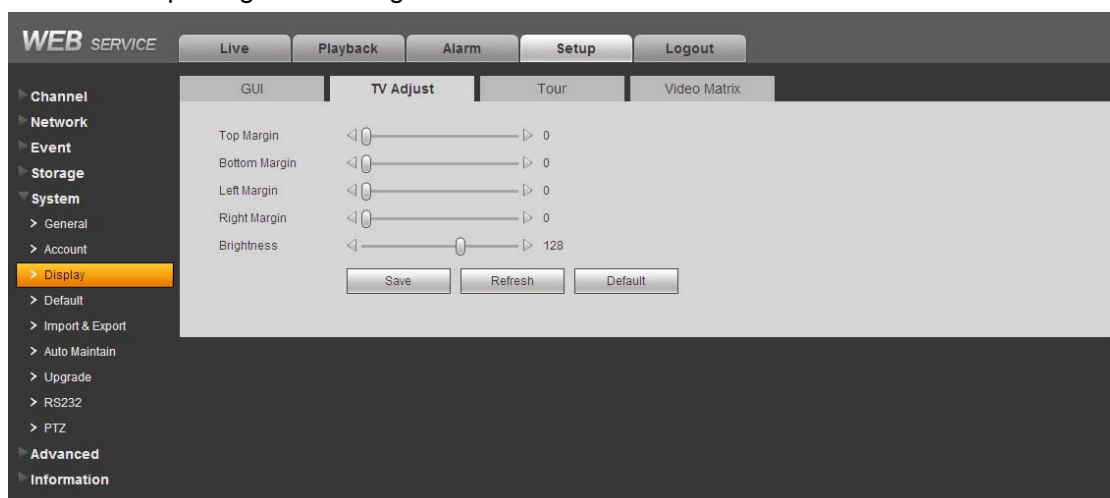 WEB SERVICE
Live Playback Alarm Setup Logout
GUI TV Adjust Tour Video Matrix
Channel
Network
Event
Storage
System
> General
> Account
> Display
> Default
> Import & Export
> Auto Maintain
> Upgrade
> RS232
> PTZ
Advanced
Information
Top Margin 0
Bottom Margin 0
Left Margin 0
Right Margin 0
Brightness 128
Save Refresh Default